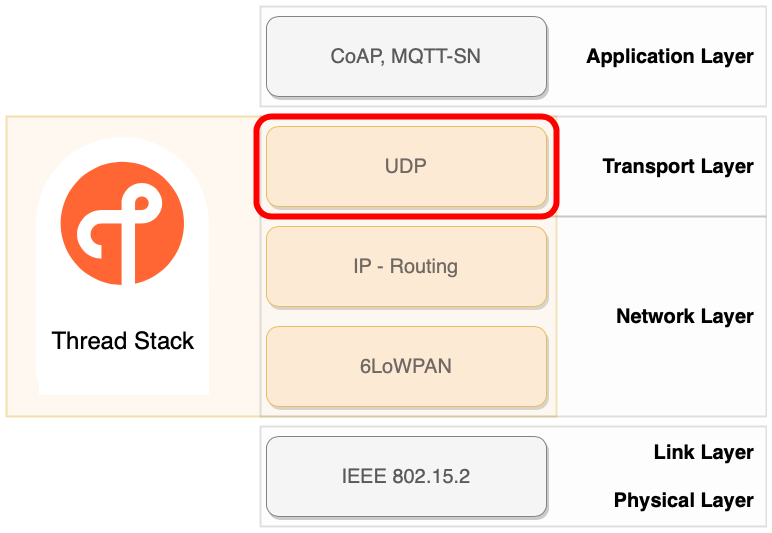 CoAP, MQTT-SN
Application Layer
UDP
Transport Layer
Thread Stack
IP - Routing
Network Layer
6LoWPAN
IEEE 802.15.2
Link Layer
Physical Layer